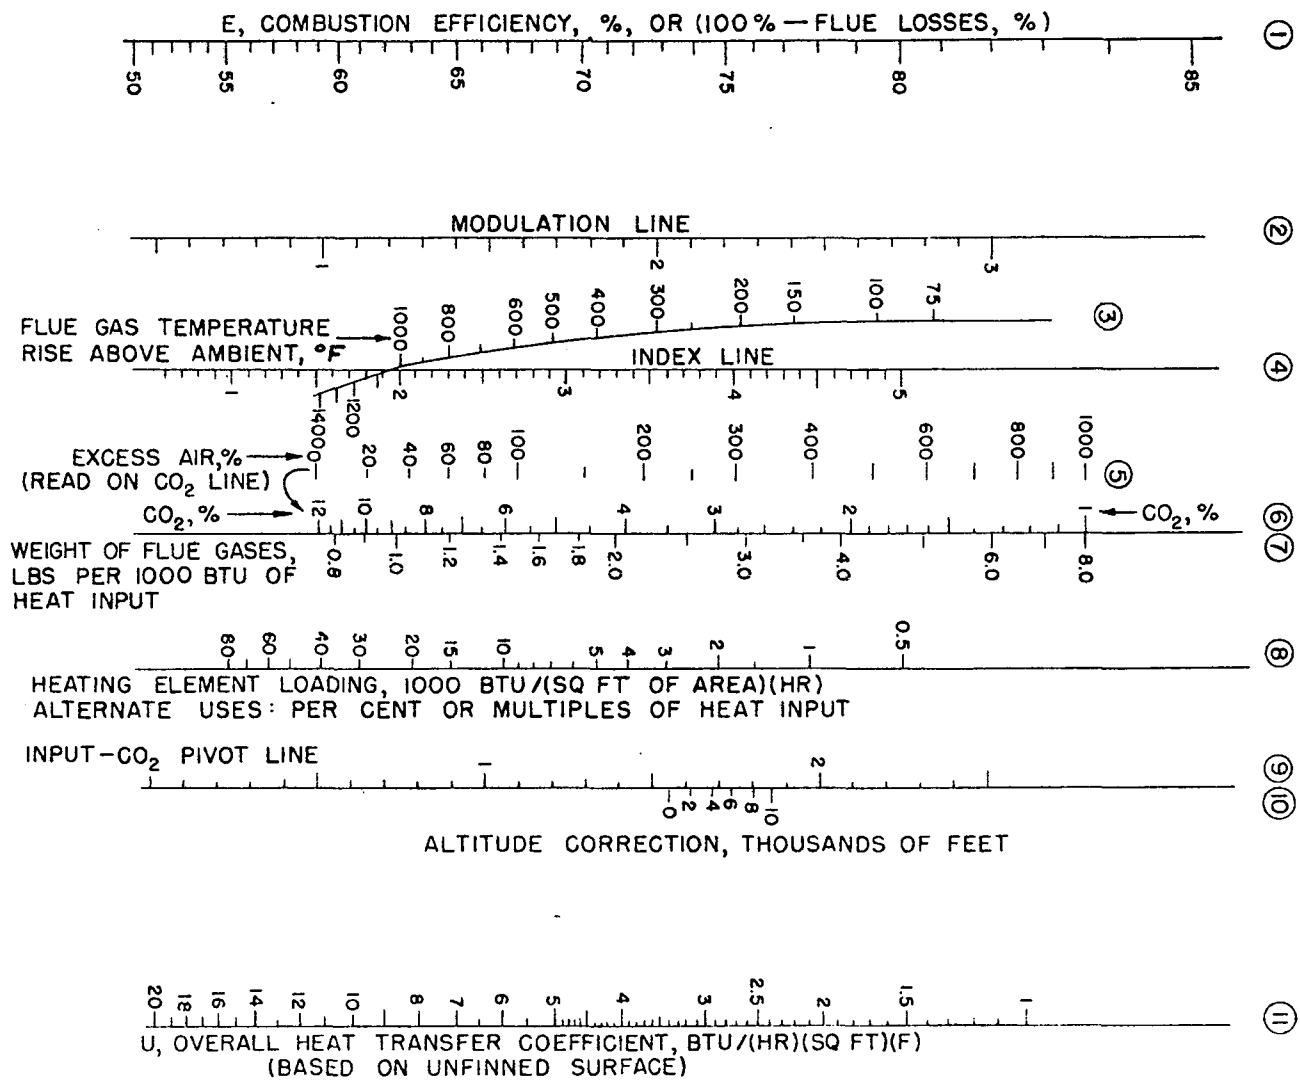 E, COMBUSTION EFFICIENCY, %, OR (100% — FLUE LOSSES, %)
①
50 55 60 65 70 75 80 85
MODULATION LINE
②
1 2 3
1000 800 600 500 400 300 200 150 100 75
③
FLUE GAS TEMPERATURE
RISE ABOVE AMBIENT, °F
INDEX LINE
④
1 2 3 4 5
1400 1200
EXCESS AIR,%
(READ ON CO₂ LINE)
0 20 40 60 80 100 200 300 400 600 800 1000
⑤
CO₂, %
12 10 8 6 4 3 2 1
CO₂, %
⑥
⑦
WEIGHT OF FLUE GASES,
LBS PER 1000 BTU OF
HEAT INPUT
0.8 1.0 1.2 1.4 1.6 1.8 2.0 3.0 4.0 6.0 8.0
80 60 40 30 20 15 10 5 4 3 2 1 0.5
⑧
HEATING ELEMENT LOADING, 1000 BTU/(SQ FT OF AREA)(HR)
ALTERNATE USES: PER CENT OR MULTIPLES OF HEAT INPUT
INPUT-CO₂ PIVOT LINE
1 2
⑨
⑩
0 2 4 6 8 10
ALTITUDE CORRECTION, THOUSANDS OF FEET
20 18 16 14 12 10 8 7 6 5 4 3 2.5 2 1.5 1
⑪
U, OVERALL HEAT TRANSFER COEFFICIENT, BTU/(HR)(SQ FT)(F)
(BASED ON UNFINNED SURFACE)